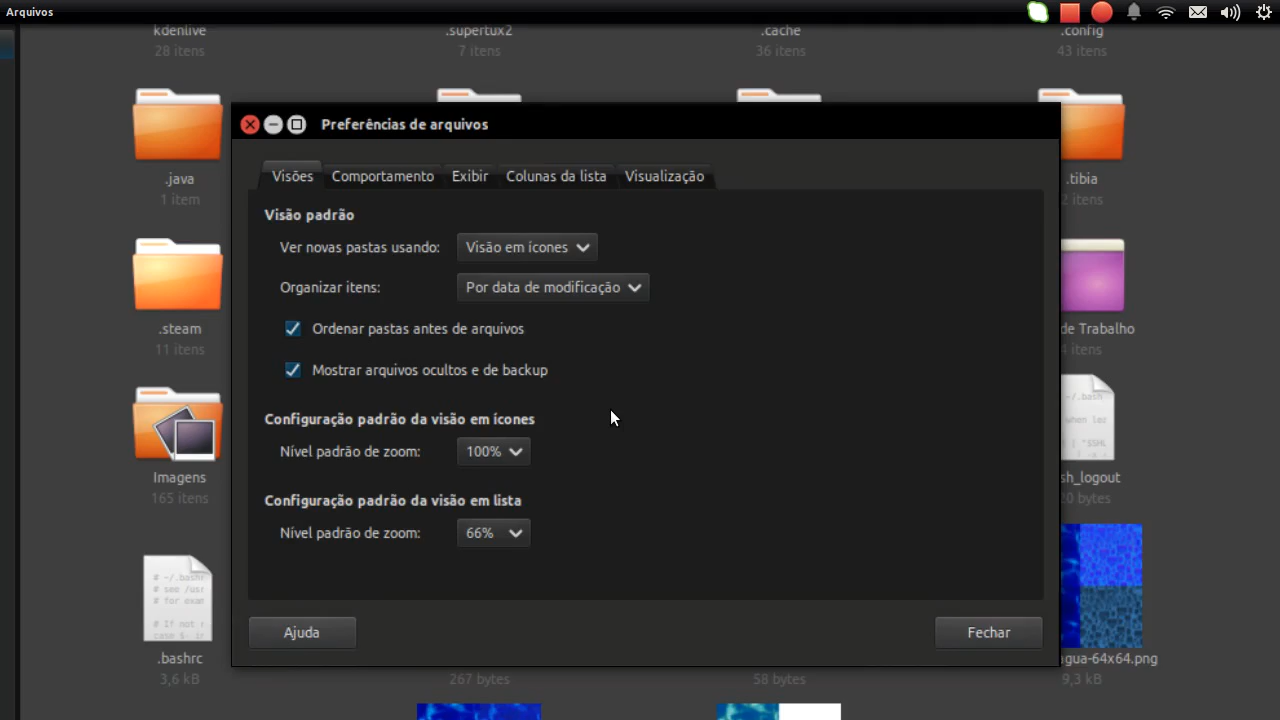 Arquivos
kdenlive
28 itens
.supertux2
7 itens
.cache
36 itens
.config
43 itens
Preferências de arquivos
Visões Comportamento Exibir Colunas da lista Visualização
Visão padrão
Ver novas pastas usando: Visão em ícones
Organizar itens: Por data de modificação
Ordenar pastas antes de arquivos
Mostrar arquivos ocultos e de backup
Configuração padrão da visão em ícones
Nível padrão de zoom: 100%
Configuração padrão da visão em lista
Nível padrão de zoom: 66%
Ajuda Fechar
.java
1 item
.tibia
itens
.steam
11 itens
de Trabalho
itens
Imagens
165 itens
sh_logout
bytes
.bashrc
3,6 kB
267 bytes
58 bytes
agua-64x64.png
9,3 kB